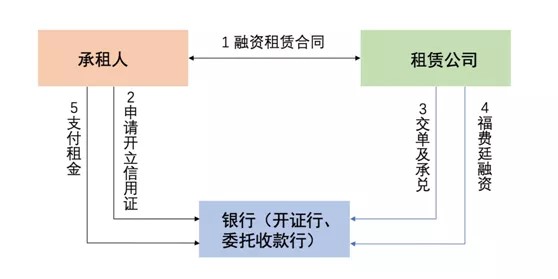 1 融资租赁合同
承租人
租赁公司
5支付租金
2申请开立信用证
3交单及承兑
4福费廷融资
银行（开证行、
委托收款行）